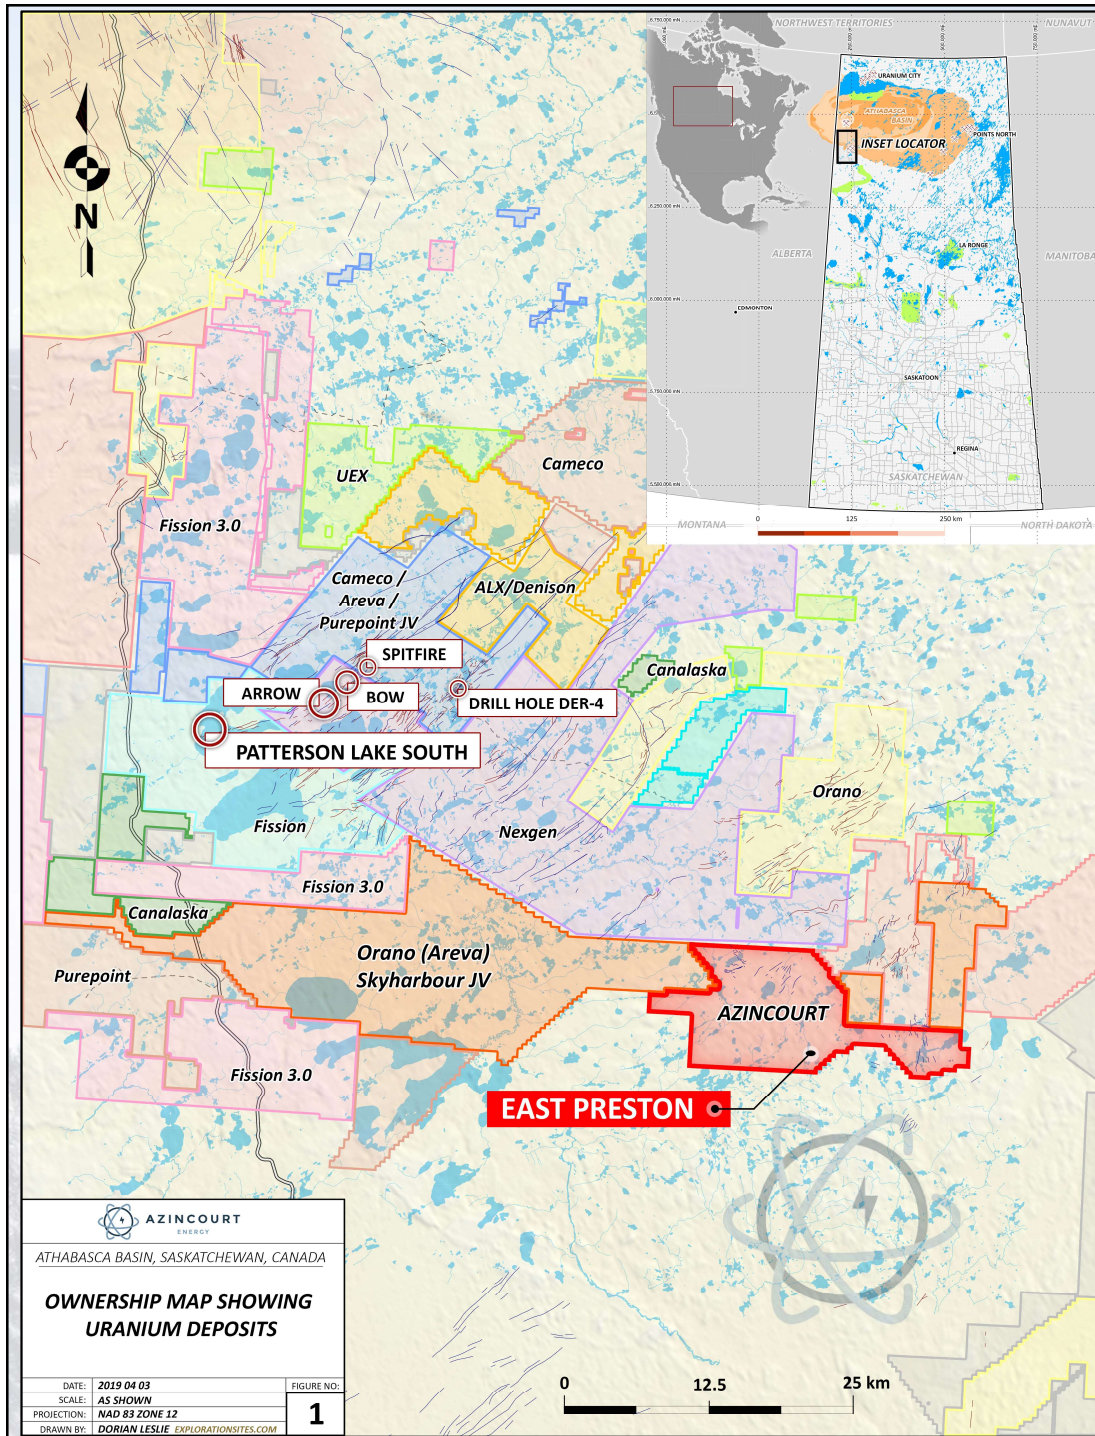 NORTHWEST TERRITORIES
NUNAVUT
URANIUM CITY
ATHABASCA
BASIN
POINTS NORTH
INSET LOCATOR
6.250.000 mN
LA RONGE
ALBERTA
MANITOBA
EDMONTON
SASKATOON
REGINA
SASKATCHEWAN
MONTANA
NORTH DAKOTA
0
125
250 km
N
Cameco
UEX
Fission 3.0
Cameco /
Areva /
Purepoint JV
ALX/Denison
SPITFIRE
Canalaska
ARROW
BOW
DRILL HOLE DER-4
PATTERSON LAKE SOUTH
Orano
Fission
Nexgen
Fission 3.0
Canalaska
Orano (Areva)
Skyharbour JV
Purepoint
AZINCOURT
Fission 3.0
EAST PRESTON
AZINCOURT
ENERGY
ATHABASCA BASIN, SASKATCHEWAN, CANADA
OWNERSHIP MAP SHOWING
URANIUM DEPOSITS
DATE: 2019 04 03
SCALE: AS SHOWN
PROJECTION: NAD 83 ZONE 12
DRAWN BY: DORIAN LESLIE EXPLORATIONSITES.COM
FIGURE NO:
1
0
12.5
25 km